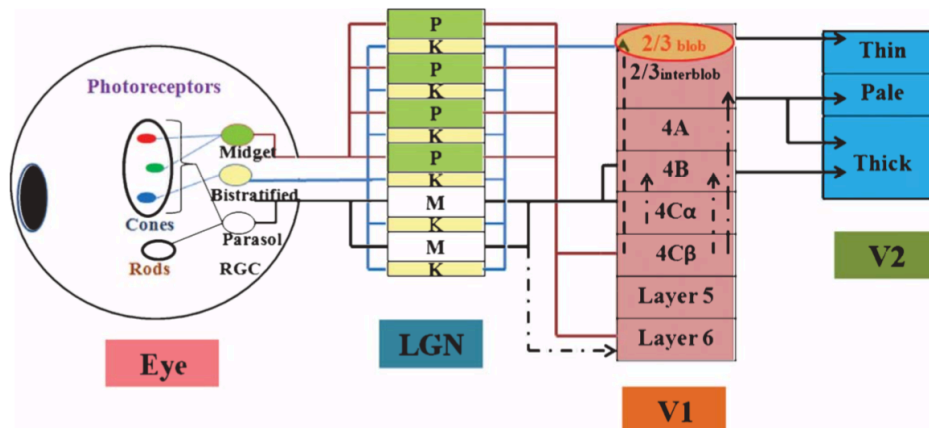 Photoreceptors
Cones
Rods
Midget
Bistratified
Parasol
RGC
Eye
P
K
P
K
P
K
P
K
M
K
M
K
LGN
2/3 blob
2/3interblob
4A
4B
4Cα
4Cβ
Layer 5
Layer 6
V1
Thin
Pale
Thick
V2